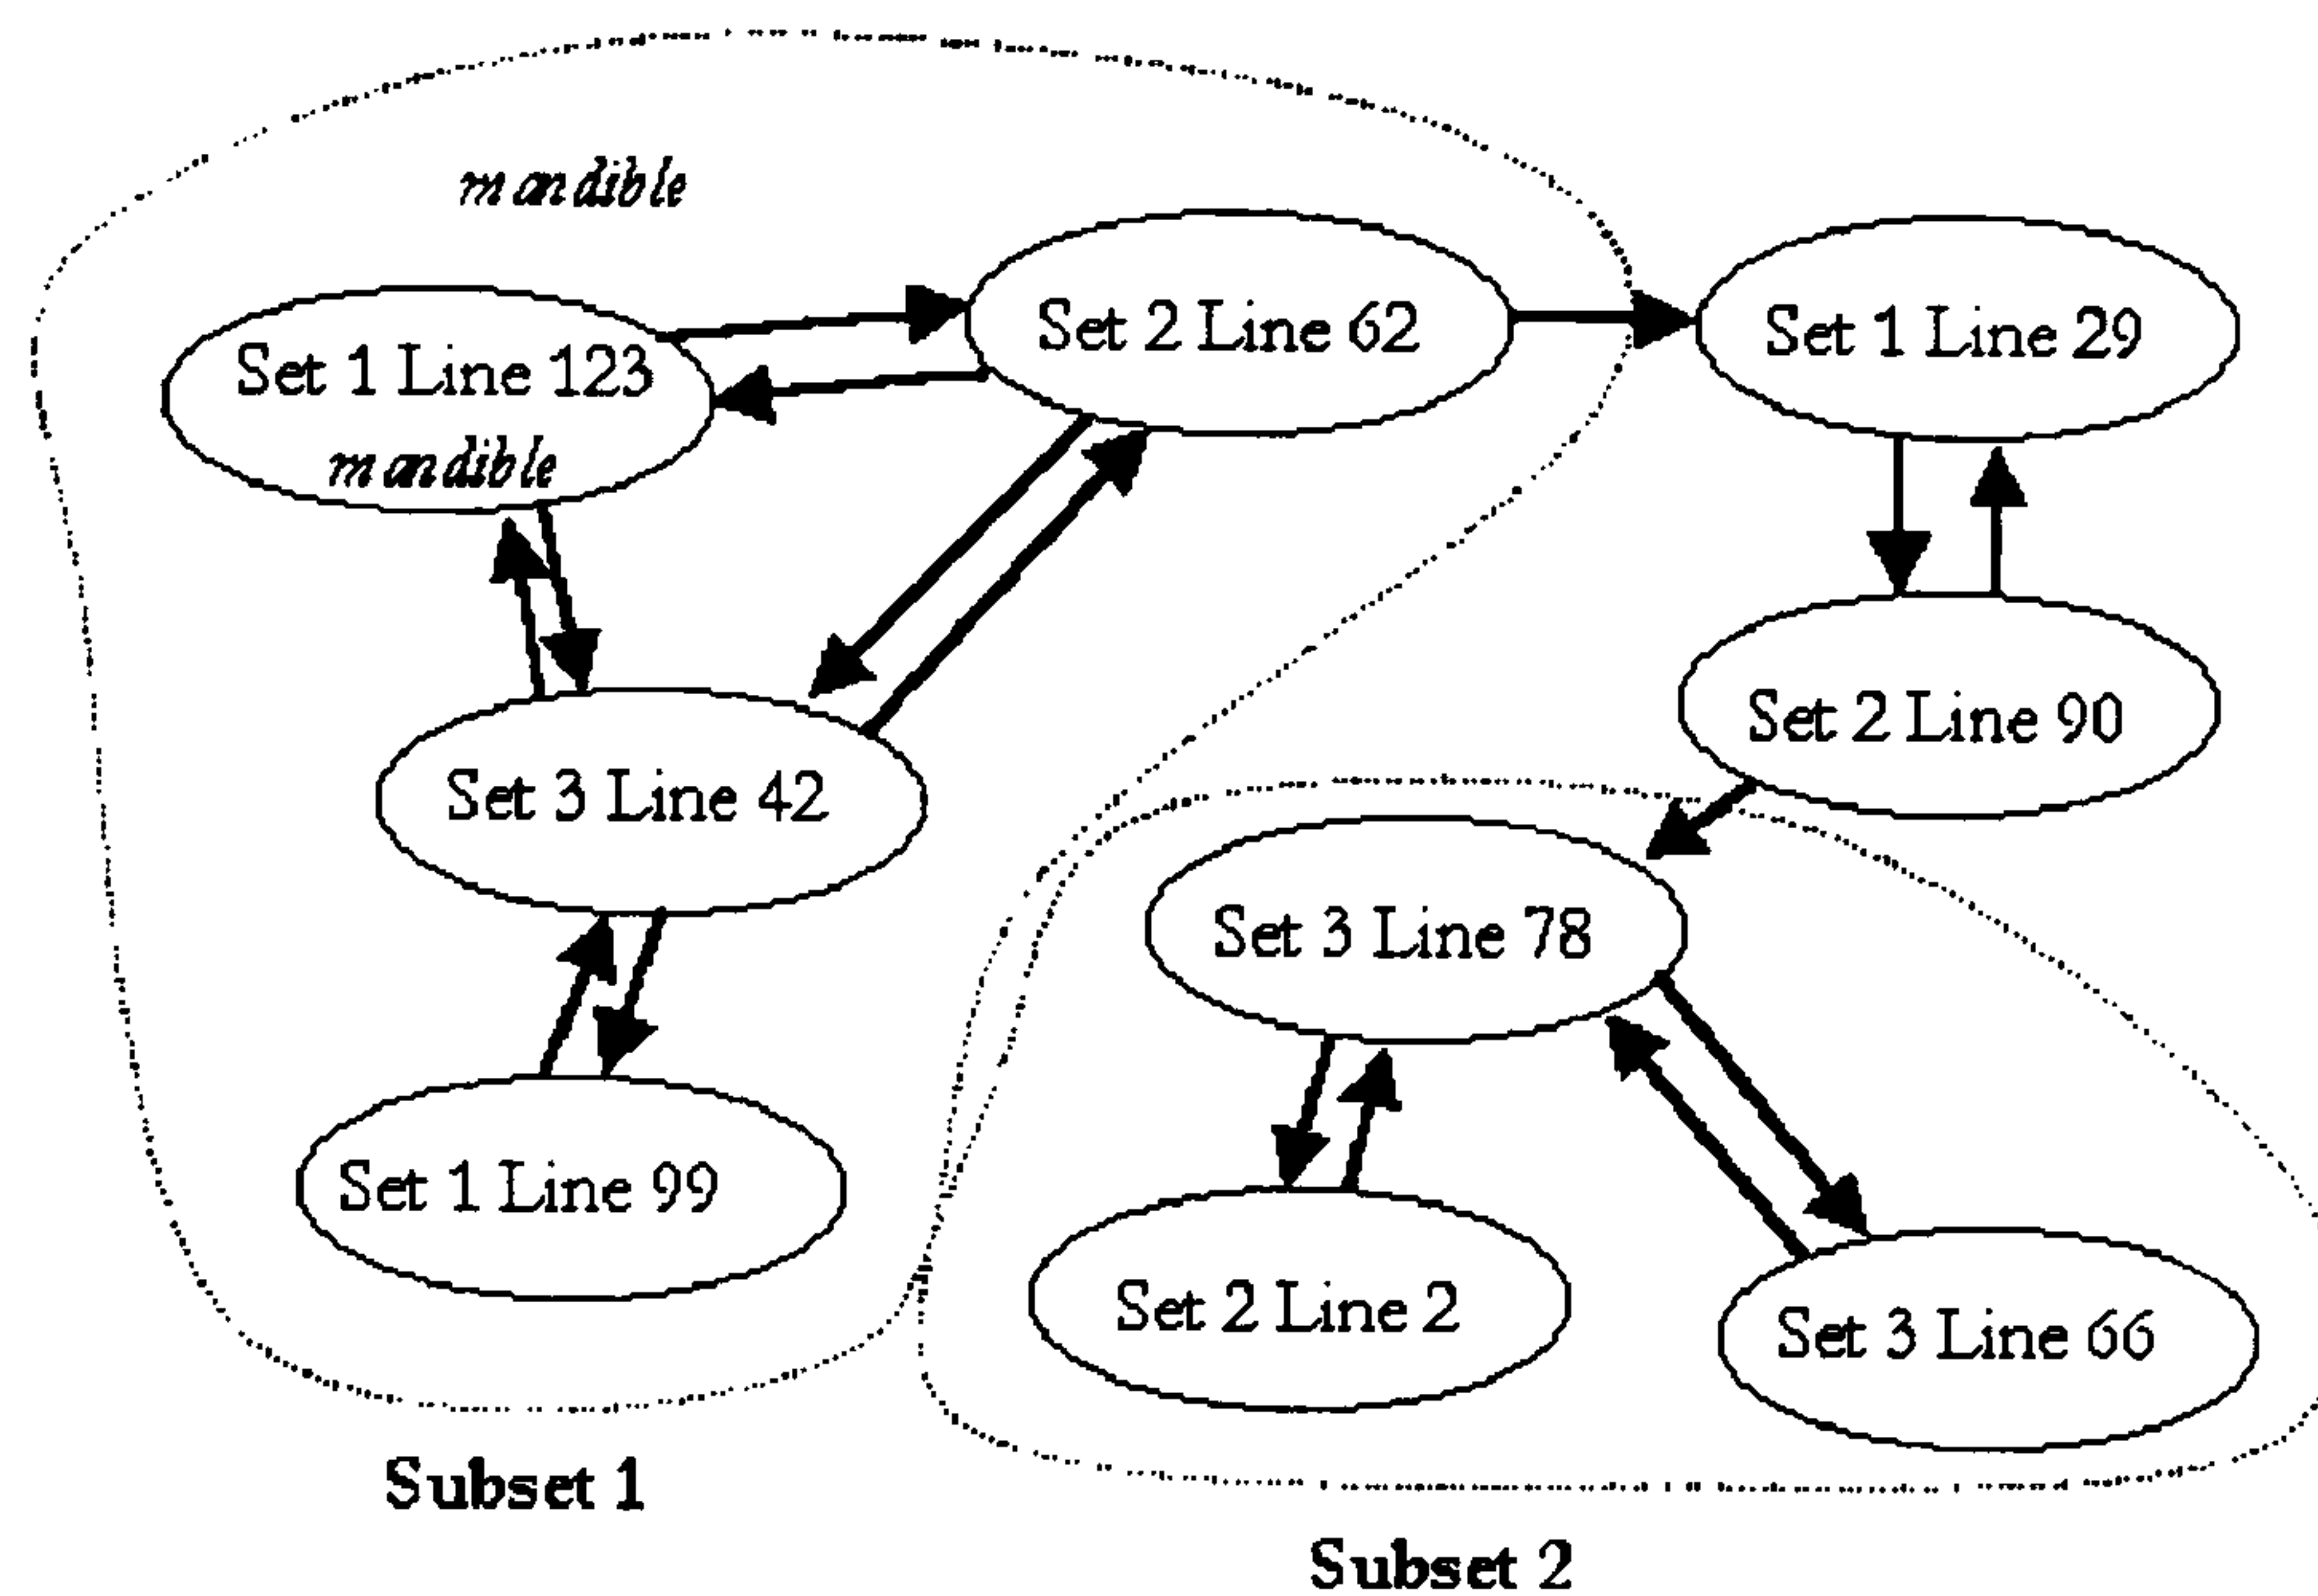 mandible
Set 1 Line 123
mandible
Set 2 Line 62
Set 1 Line 29
Set 2 Line 90
Set 3 Line 42
Set 3 Line 78
Set 1 Line 99
Set 2 Line 2
Set 3 Line 66
Subset 1
Subset 2